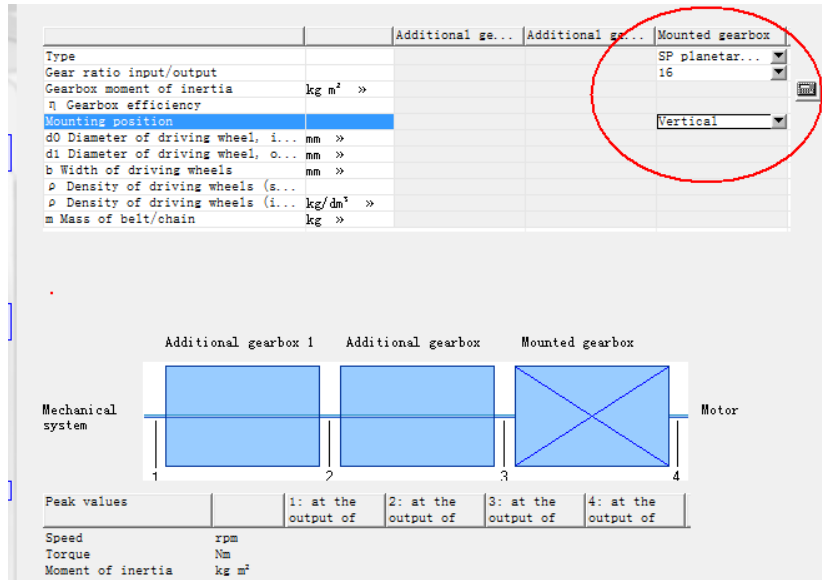 Additional ge... Additional ge... Mounted gearbox
Type SP planetar...
Gear ratio input/output 16
Gearbox moment of inertia kg m² »
η Gearbox efficiency
Mounting position Vertical
d0 Diameter of driving wheel, i... mm »
d1 Diameter of driving wheel, o... mm »
b Width of driving wheels mm »
ρ Density of driving wheels (s...
ρ Density of driving wheels (i... kg/dm³ »
m Mass of belt/chain kg »
Additional gearbox 1 Additional gearbox Mounted gearbox
Mechanical system Motor
1 2 3 4
Peak values 1: at the 2: at the 3: at the 4: at the
output of output of output of output of
Speed rpm
Torque Nm
Moment of inertia kg m²